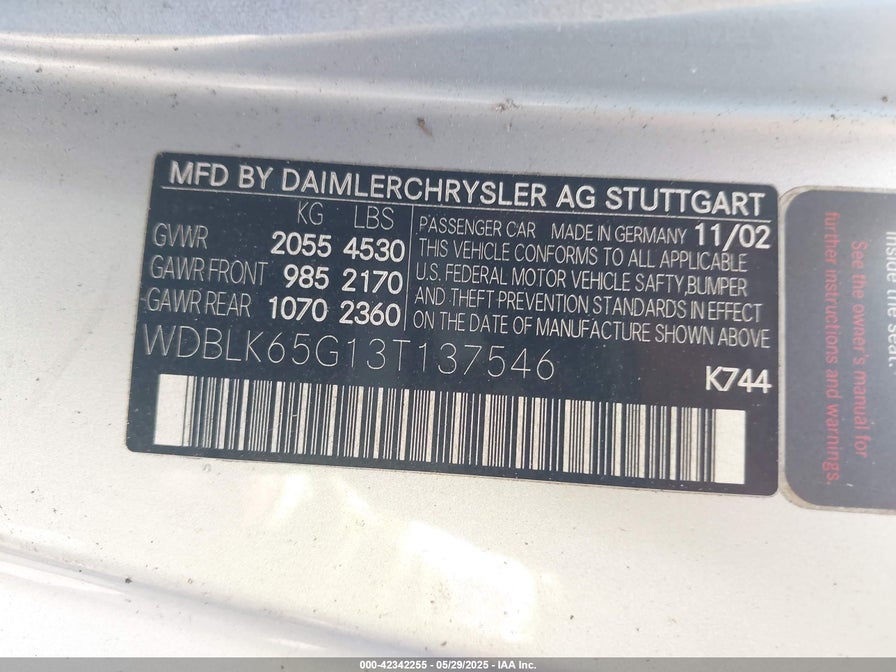 MFD BY DAIMLERCHRYSLER AG STUTTGART
KG LBS
GVWR 2055 4530
GAWR FRONT 985 2170
GAWR REAR 1070 2360
PASSENGER CAR MADE IN GERMANY 11/02
THIS VEHICLE CONFORMS TO ALL APPLICABLE
U.S. FEDERAL MOTOR VEHICLE SAFTY,BUMPER
AND THEFT PREVENTION STANDARDS IN EFFECT
ON THE DATE OF MANUFACTURE SHOWN ABOVE
WDBLK65G13T137546
K744
inside the
the seat.
See the owner's manual for
further instructions and warnings.
000-42342255 - 05/29/2025 - IAA Inc.